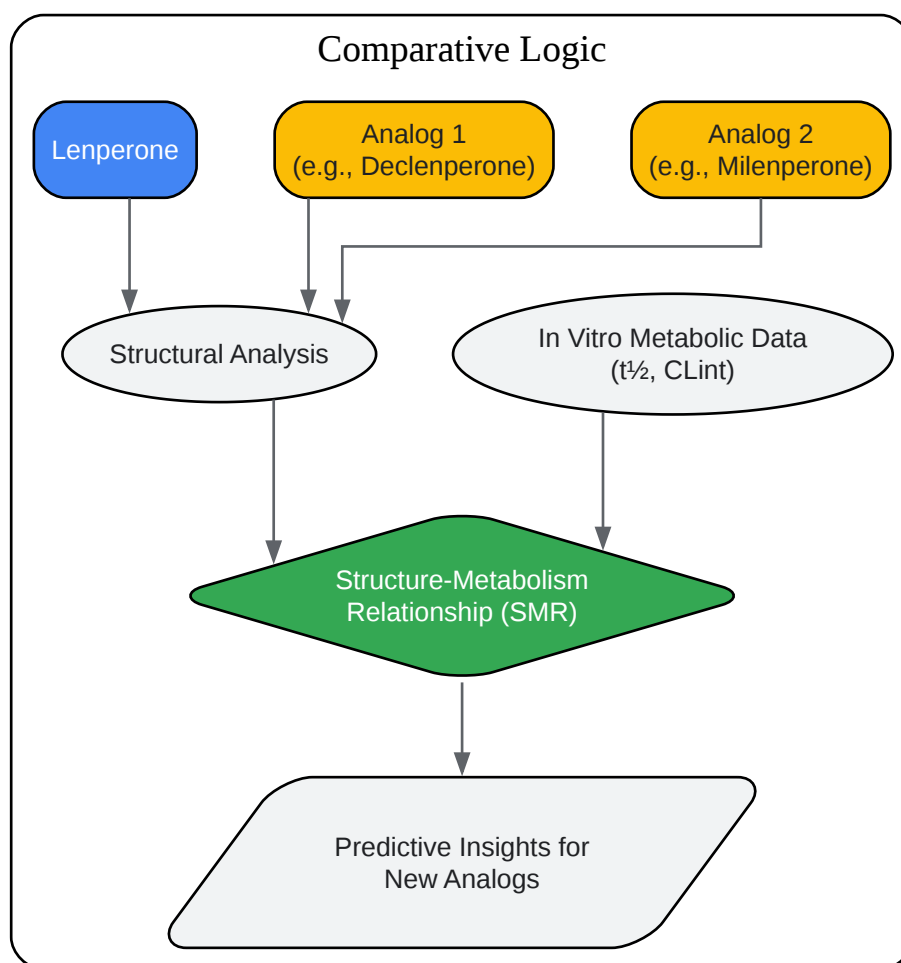 Comparative Logic
Lenperone
Analog 1
(e.g., Declenperone)
Analog 2
(e.g., Milenperone)
Structural Analysis
In Vitro Metabolic Data
(t½, CLint)
Structure-Metabolism
Relationship (SMR)
Predictive Insights for
New Analogs